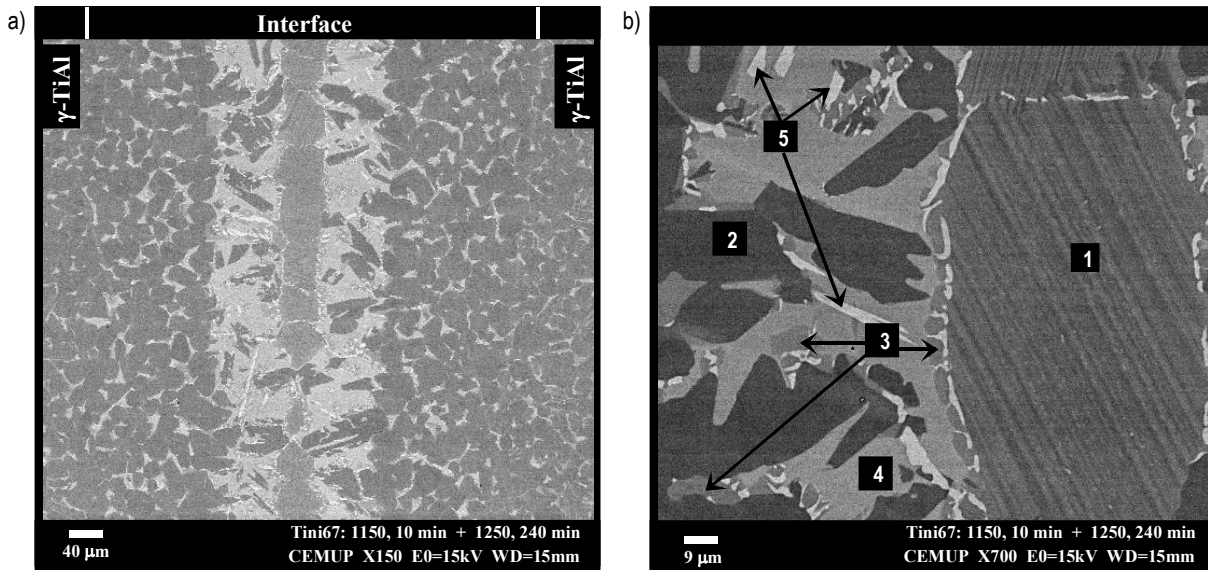 a)
Interface
γ-TiAl
γ-TiAl
40 μm
Tini67: 1150, 10 min + 1250, 240 min
CEMUP X150 E0=15kV WD=15mm
b)
5
2
1
3
4
9 μm
Tini67: 1150, 10 min + 1250, 240 min
CEMUP X700 E0=15kV WD=15mm